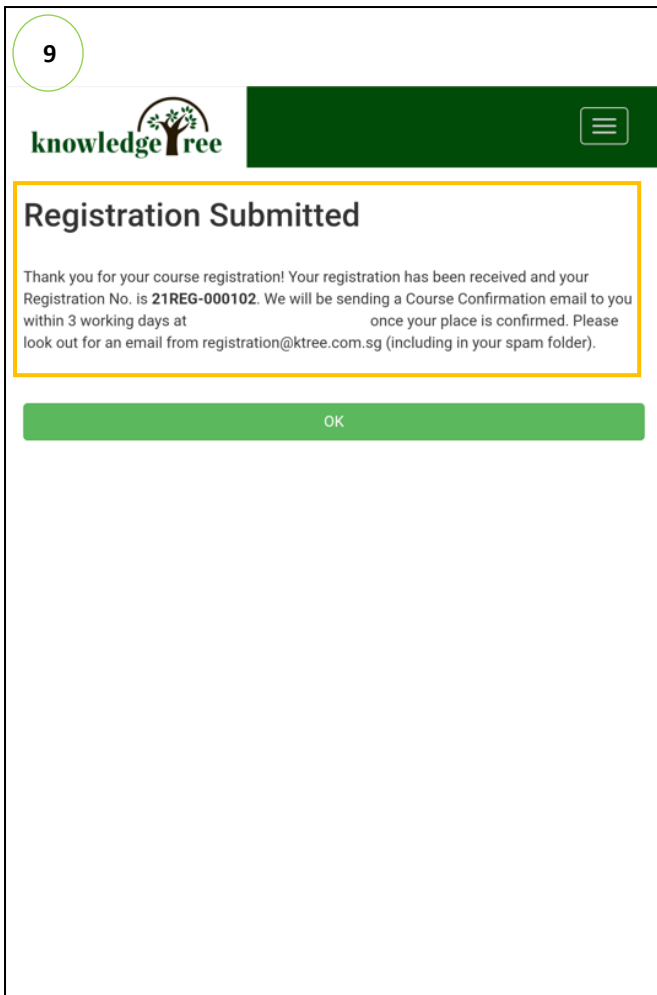 9
knowledge Tree
Registration Submitted
Thank you for your course registration! Your registration has been received and your
Registration No. is 21REG-000102. We will be sending a Course Confirmation email to you
within 3 working days at once your place is confirmed. Please
look out for an email from registration@ktree.com.sg (including in your spam folder).
OK